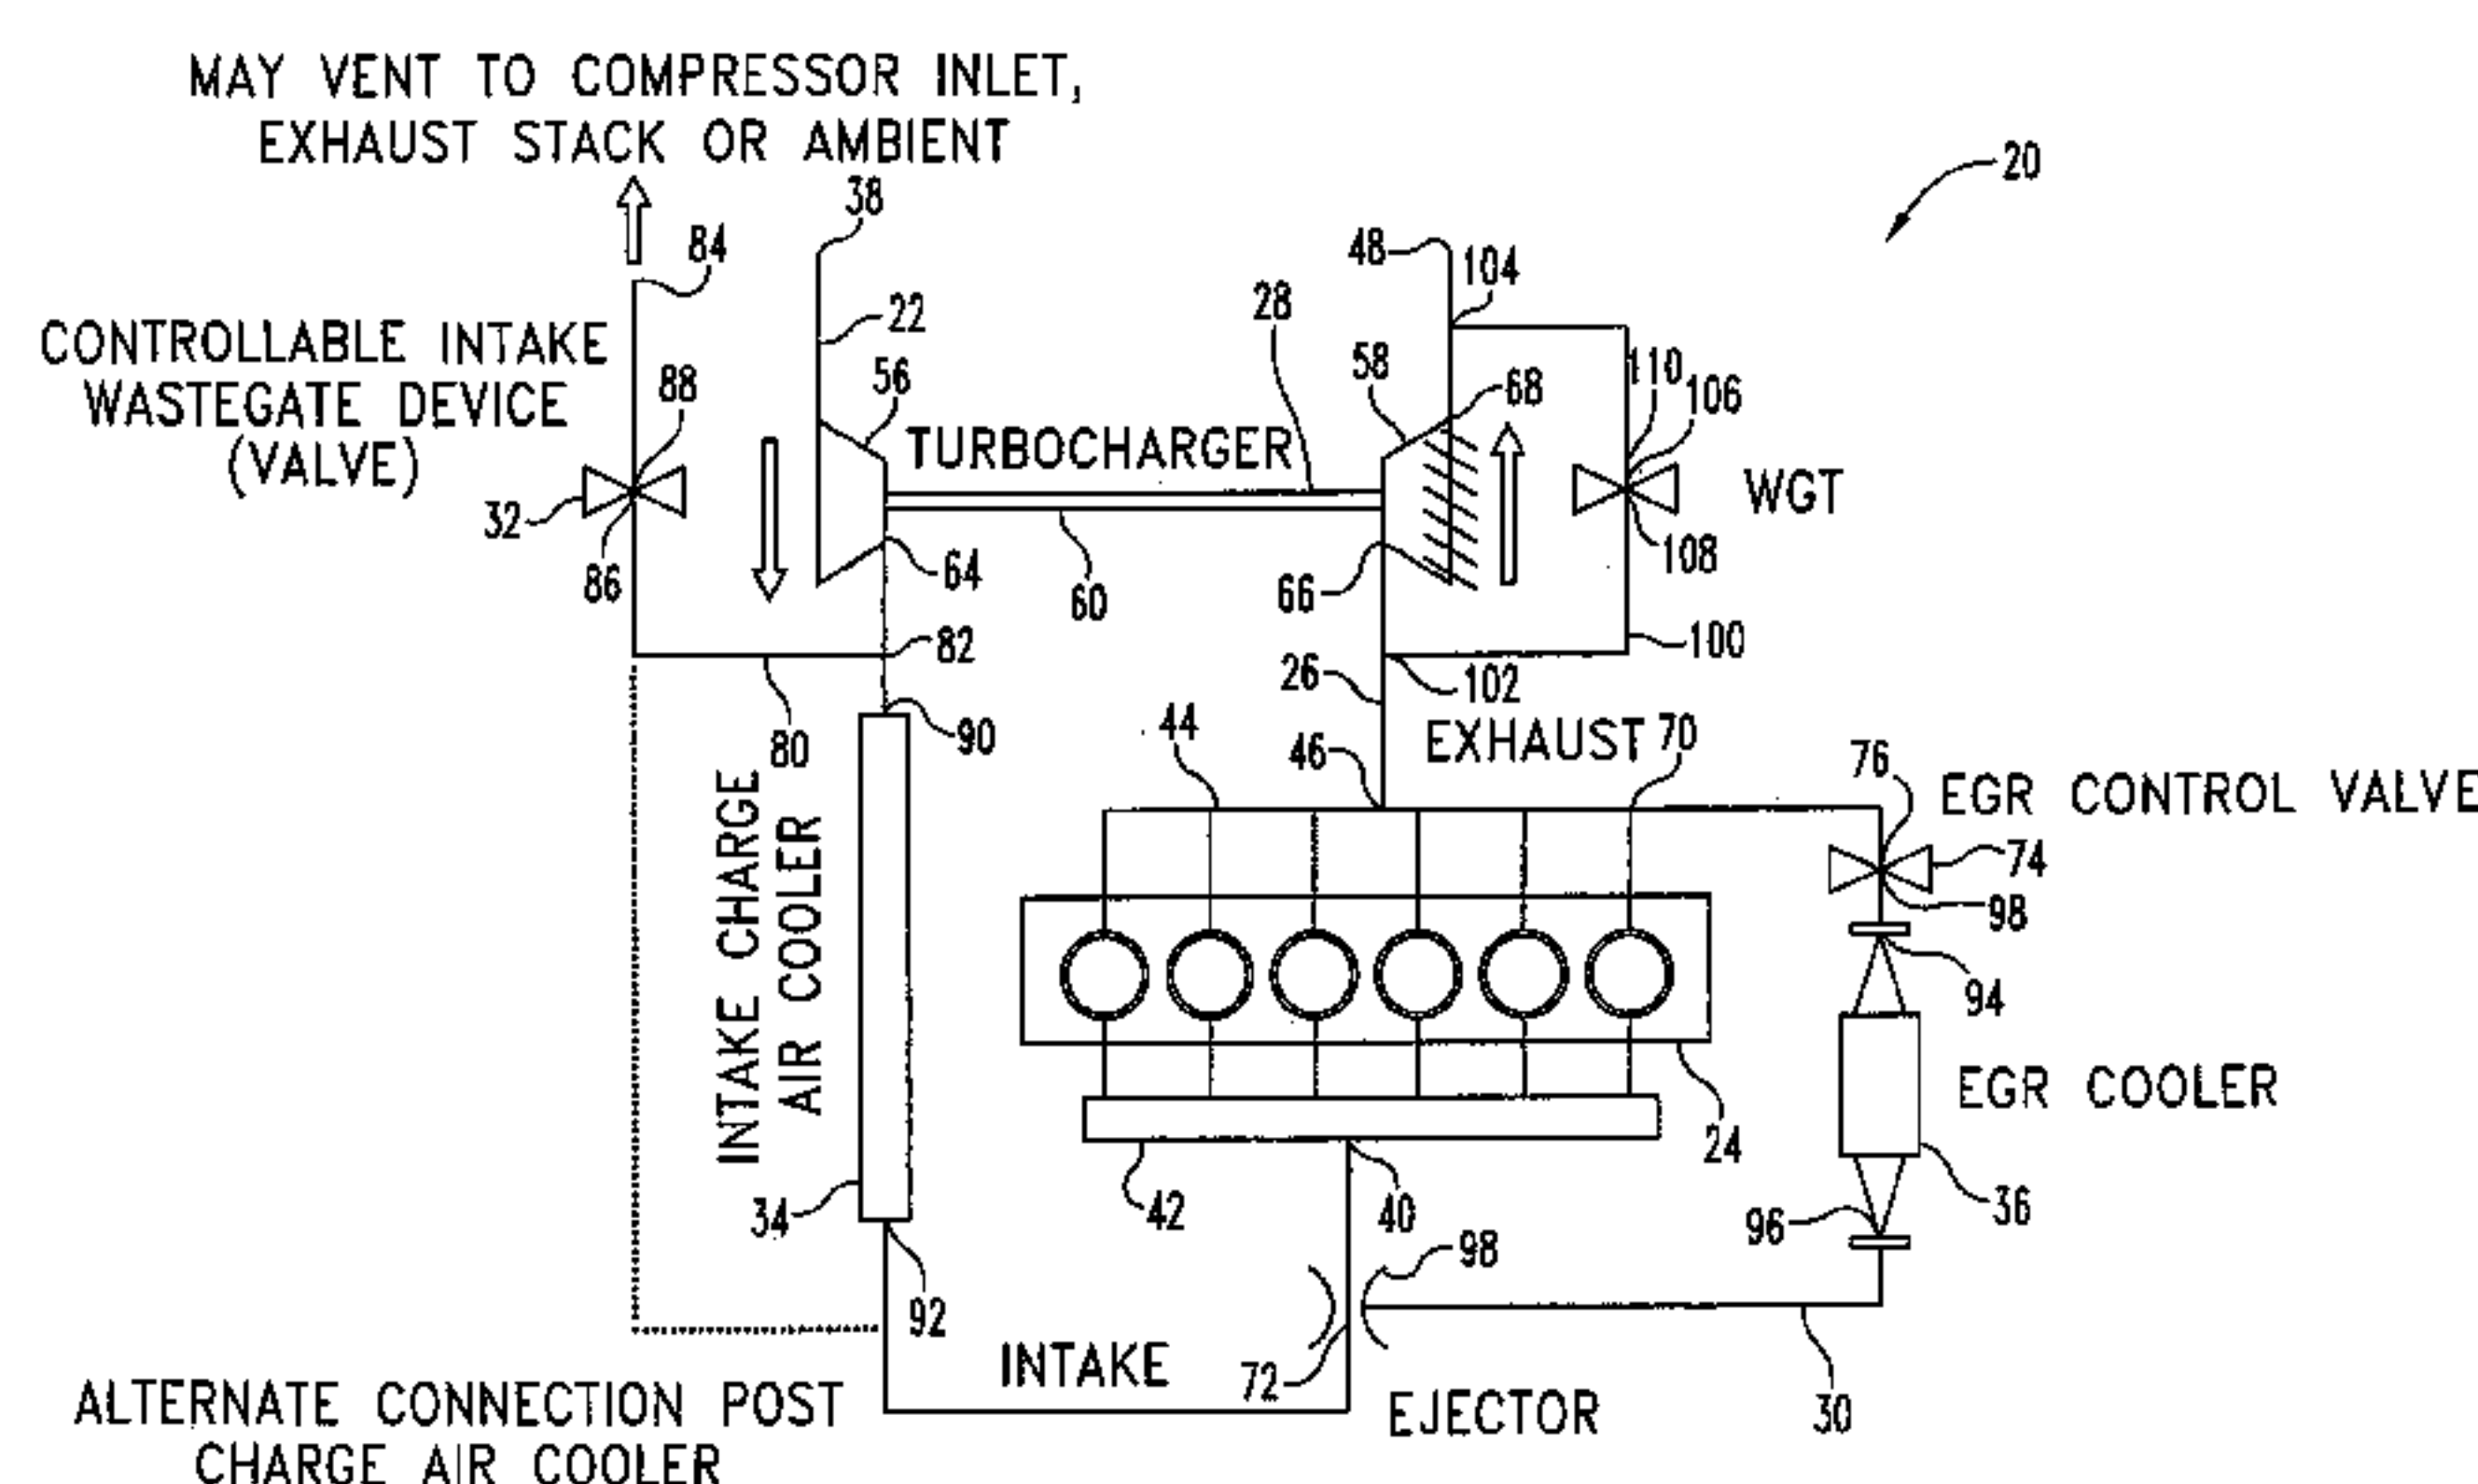 MAY VENT TO COMPRESSOR INLET,
EXHAUST STACK OR AMBIENT
20
38
84
48
104
28
22
CONTROLLABLE INTAKE
WASTEGATE DEVICE
(VALVE)
88
56
58
68
110
106
TURBOCHARGER
WGT
32
86
64
60
66
108
82
100
26
102
80
90
44
46
EXHAUST
70
76
EGR CONTROL VALVE
74
98
INTAKE CHARGE
AIR COOLER
94
EGR COOLER
24
34
42
40
96
36
98
92
INTAKE
72
EJECTOR
30
ALTERNATE CONNECTION POST
CHARGE AIR COOLER